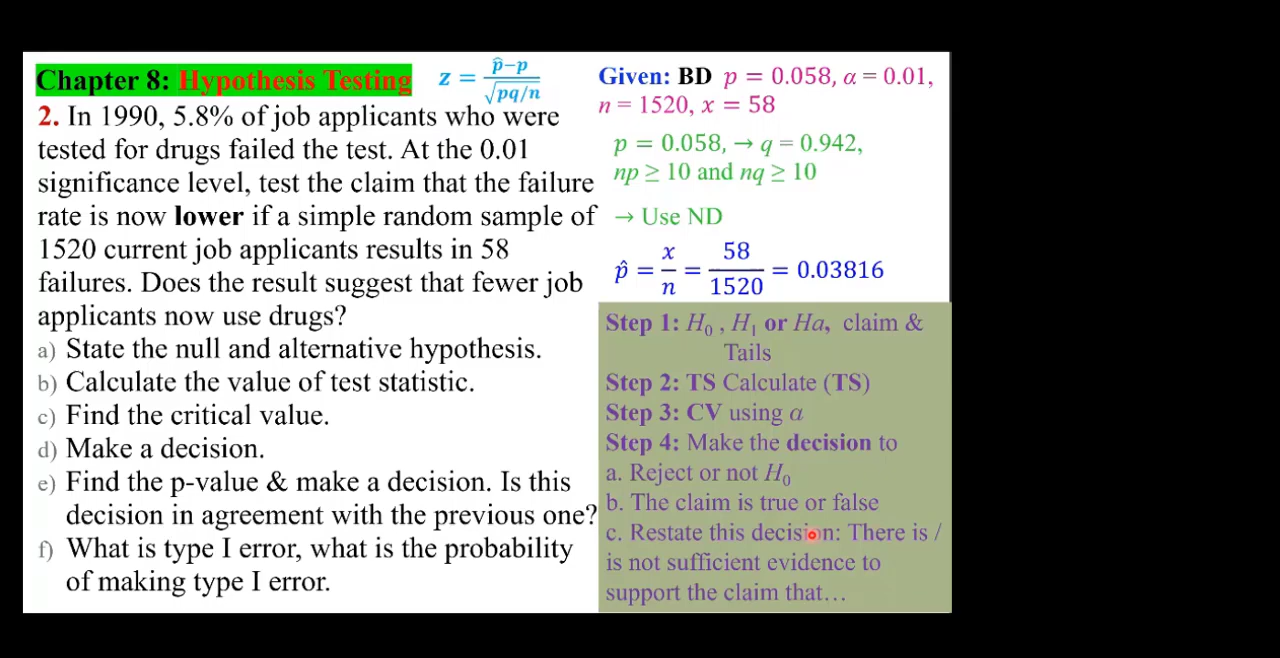 Chapter 8: Hypothesis Testing z = p̂−p / √pq/n
2. In 1990, 5.8% of job applicants who were
tested for drugs failed the test. At the 0.01
significance level, test the claim that the failure
rate is now lower if a simple random sample of
1520 current job applicants results in 58
failures. Does the result suggest that fewer job
applicants now use drugs?
a) State the null and alternative hypothesis.
b) Calculate the value of test statistic.
c) Find the critical value.
d) Make a decision.
e) Find the p-value & make a decision. Is this
decision in agreement with the previous one?
f) What is type I error, what is the probability
of making type I error.
Given: BD p = 0.058, α = 0.01,
n = 1520, x = 58
p = 0.058, → q = 0.942,
np ≥ 10 and nq ≥ 10
→ Use ND
p̂ = x/n = 58/1520 = 0.03816
Step 1: H₀ , H₁ or Ha, claim &
Tails
Step 2: TS Calculate (TS)
Step 3: CV using α
Step 4: Make the decision to
a. Reject or not H₀
b. The claim is true or false
c. Restate this decision: There is /
is not sufficient evidence to
support the claim that…